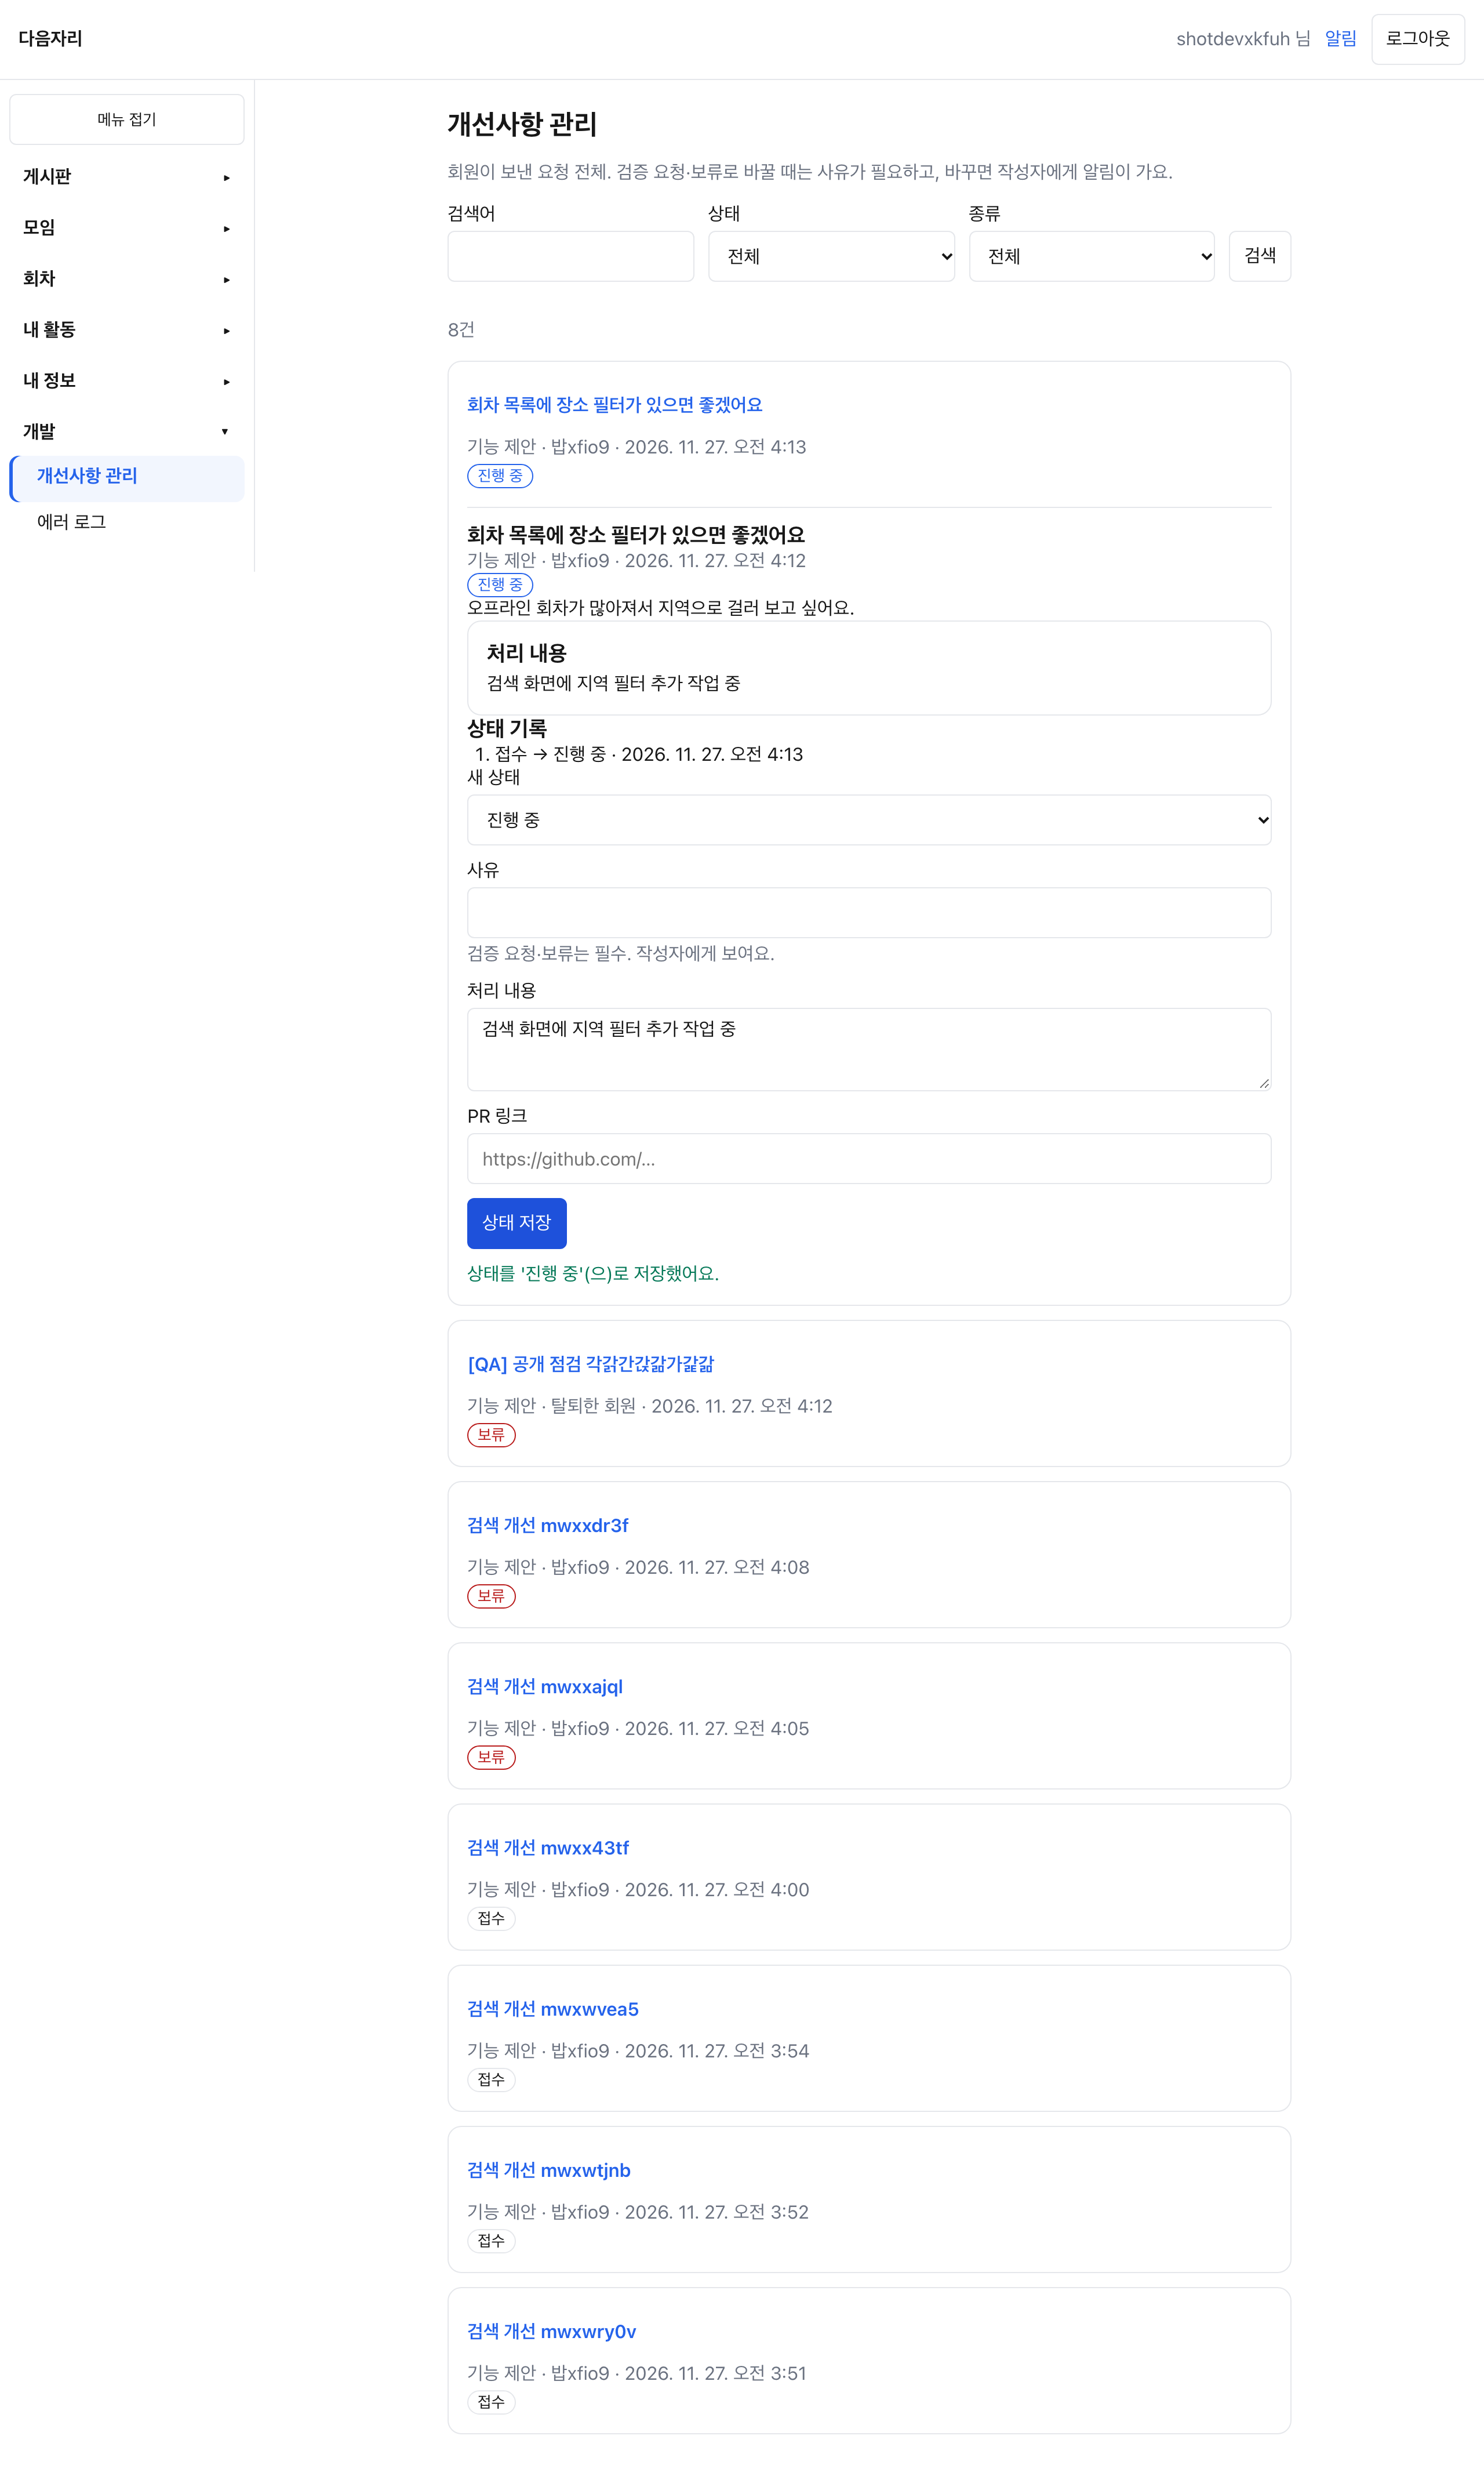 다음자리
shotdevxkfuh 님 알림 로그아웃
메뉴 접기
게시판
모임
회차
내 활동
내 정보
개발
개선사항 관리
에러 로그
개선사항 관리
회원이 보낸 요청 전체. 검증 요청·보류로 바꿀 때는 사유가 필요하고, 바꾸면 작성자에게 알림이 가요.
검색어 상태 종류
전체 전체 검색
8건
회차 목록에 장소 필터가 있으면 좋겠어요
기능 제안 · 밥xfio9 · 2026. 11. 27. 오전 4:13
진행 중
회차 목록에 장소 필터가 있으면 좋겠어요
기능 제안 · 밥xfio9 · 2026. 11. 27. 오전 4:12
진행 중
오프라인 회차가 많아져서 지역으로 걸러 보고 싶어요.
처리 내용
검색 화면에 지역 필터 추가 작업 중
상태 기록
1. 접수 → 진행 중 · 2026. 11. 27. 오전 4:13
새 상태
진행 중
사유
검증 요청·보류는 필수. 작성자에게 보여요.
처리 내용
검색 화면에 지역 필터 추가 작업 중
PR 링크
https://github.com/...
상태 저장
상태를 '진행 중'(으)로 저장했어요.
[QA] 공개 점검
기능 제안 · 탈퇴한 회원 · 2026. 11. 27. 오전 4:12
보류
검색 개선 mwxxdr3f
기능 제안 · 밥xfio9 · 2026. 11. 27. 오전 4:08
보류
검색 개선 mwxxajql
기능 제안 · 밥xfio9 · 2026. 11. 27. 오전 4:05
보류
검색 개선 mwxx43tf
기능 제안 · 밥xfio9 · 2026. 11. 27. 오전 4:00
접수
검색 개선 mwxwvea5
기능 제안 · 밥xfio9 · 2026. 11. 27. 오전 3:54
접수
검색 개선 mwxwtjnb
기능 제안 · 밥xfio9 · 2026. 11. 27. 오전 3:52
접수
검색 개선 mwxwry0v
기능 제안 · 밥xfio9 · 2026. 11. 27. 오전 3:51
접수